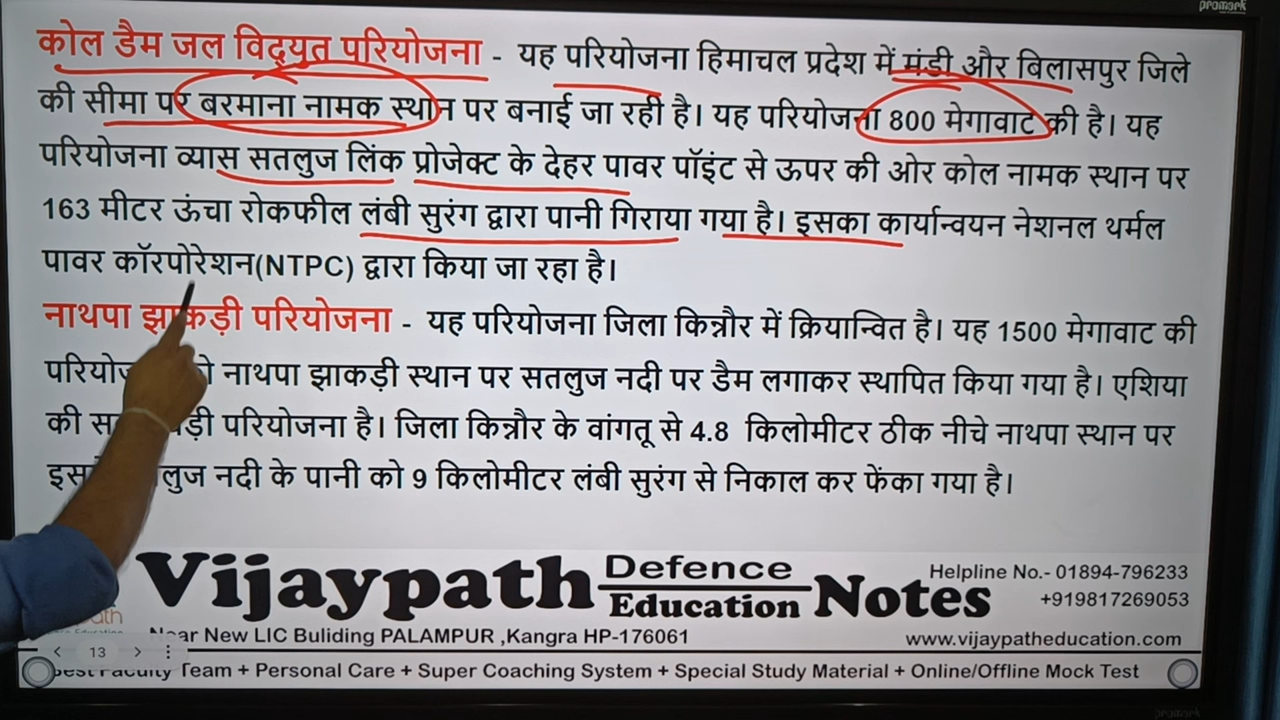 promark
कोल डैम जल विद्युत परियोजना - यह परियोजना हिमाचल प्रदेश में मंडी और बिलासपुर जिले
की सीमा पर बरमाना नामक स्थान पर बनाई जा रही है। यह परियोजना 800 मेगावाट की है। यह
परियोजना व्यास सतलुज लिंक प्रोजेक्ट के देहर पावर पॉइंट से ऊपर की ओर कोल नामक स्थान पर
163 मीटर ऊंचा रोकफील लंबी सुरंग द्वारा पानी गिराया गया है। इसका कार्यान्वयन नेशनल थर्मल
पावर कॉरपोरेशन(NTPC) द्वारा किया जा रहा है।
नाथपा झाकड़ी परियोजना - यह परियोजना जिला किन्नौर में क्रियान्वित है। यह 1500 मेगावाट की
नाथपा झाकड़ी स्थान पर सतलुज नदी पर डैम लगाकर स्थापित किया गया है। एशिया
की परियोजना है। जिला किन्नौर के वांगतू से 4.8 किलोमीटर ठीक नीचे नाथपा स्थान पर
नदी के पानी को 9 किलोमीटर लंबी सुरंग से निकाल कर फेंका गया है।
Vijaypath Defence Education Notes
Helpline No.- 01894-796233
+919817269053
Near New LIC Buliding PALAMPUR ,Kangra HP-176061
www.vijaypatheducation.com
13
Best Faculty Team + Personal Care + Super Coaching System + Special Study Material + Online/Offline Mock Test